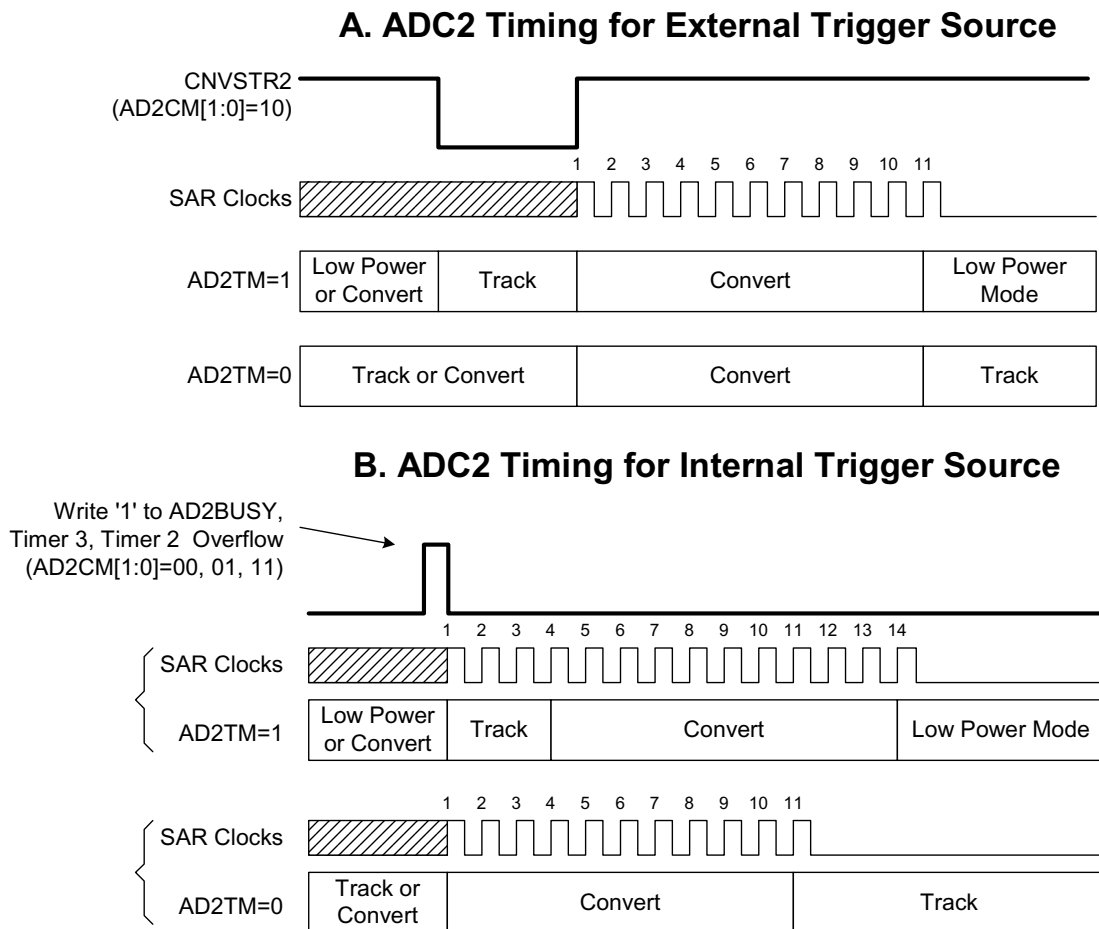 A. ADC2 Timing for External Trigger Source
CNVSTR2
(AD2CM[1:0]=10)
1 2 3 4 5 6 7 8 9 10 11
SAR Clocks
AD2TM=1
Low Power
or Convert
Track
Convert
Low Power
Mode
AD2TM=0
Track or Convert
Convert
Track
B. ADC2 Timing for Internal Trigger Source
Write '1' to AD2BUSY,
Timer 3, Timer 2 Overflow
(AD2CM[1:0]=00, 01, 11)
1 2 3 4 5 6 7 8 9 10 11 12 13 14
SAR Clocks
AD2TM=1
Low Power
or Convert
Track
Convert
Low Power Mode
1 2 3 4 5 6 7 8 9 10 11
SAR Clocks
AD2TM=0
Track or
Convert
Convert
Track